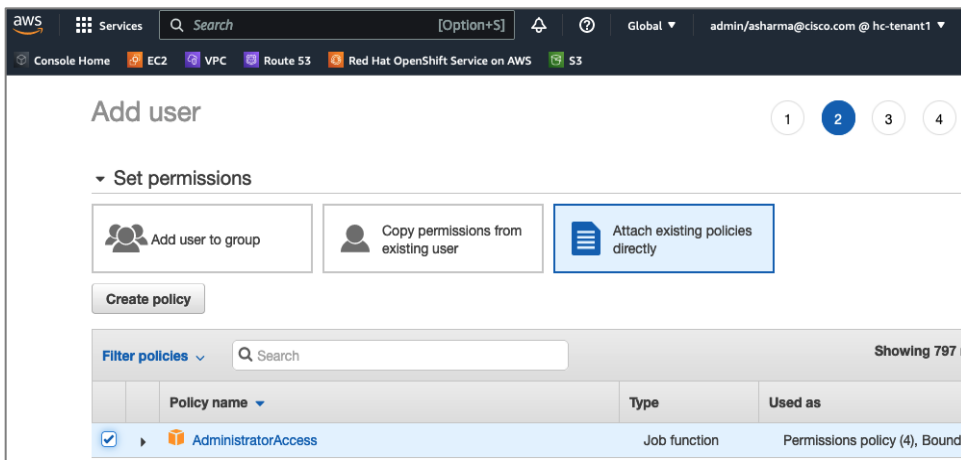 aws Services Search [Option+S] Global ▼ admin/asharma@cisco.com @ hc-tenant1 ▼
Console Home EC2 VPC Route 53 Red Hat OpenShift Service on AWS S3
Add user
1 2 3 4
Set permissions
Add user to group
Copy permissions from
existing user
Attach existing policies
directly
Create policy
Filter policies Search Showing 797
Policy name Type Used as
AdministratorAccess Job function Permissions policy (4), Bound